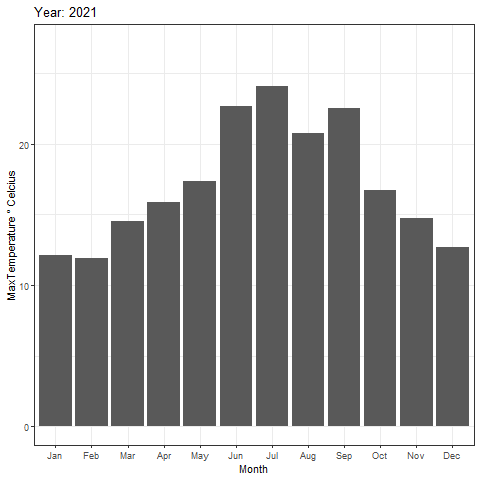 Year: 2021
MaxTemperature " Celcius
20
10
0
Jan Feb Mar Apr May Jun Jul Aug Sep Oct Nov Dec
Month